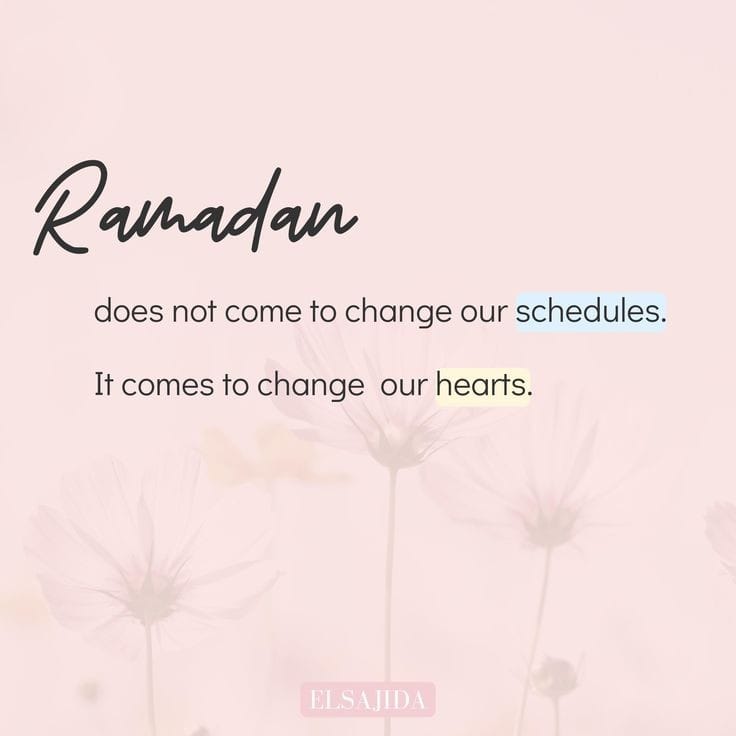 Ramadan
does not come to change our schedules.
It comes to change our hearts.
ELSAJIDA